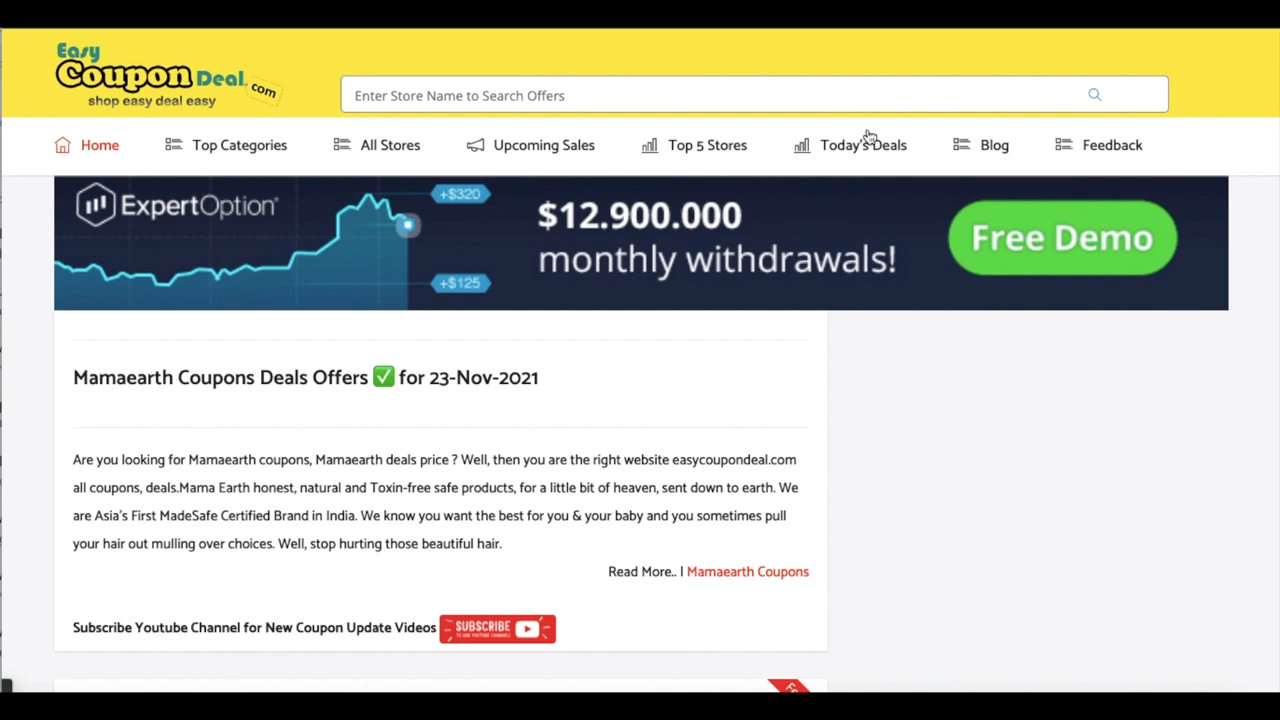 Easy
Coupon Deal.com
shop easy deal easy
Enter Store Name to Search Offers
Home Top Categories All Stores Upcoming Sales Top 5 Stores Today's Deals Blog Feedback
ExpertOption
+$320
+$125
$12.900.000
monthly withdrawals!
Free Demo
Mamaearth Coupons Deals Offers ✅ for 23-Nov-2021
Are you looking for Mamaearth coupons, Mamaearth deals price ? Well, then you are the right website easycoupondeal.com
all coupons, deals.Mama Earth honest, natural and Toxin-free safe products, for a little bit of heaven, sent down to earth. We
are Asia's First MadeSafe Certified Brand in India. We know you want the best for you & your baby and you sometimes pull
your hair out mulling over choices. Well, stop hurting those beautiful hair.
Read More.. | Mamaearth Coupons
Subscribe Youtube Channel for New Coupon Update Videos SUBSCRIBE
TO OUR YOUTUBE CHANNEL